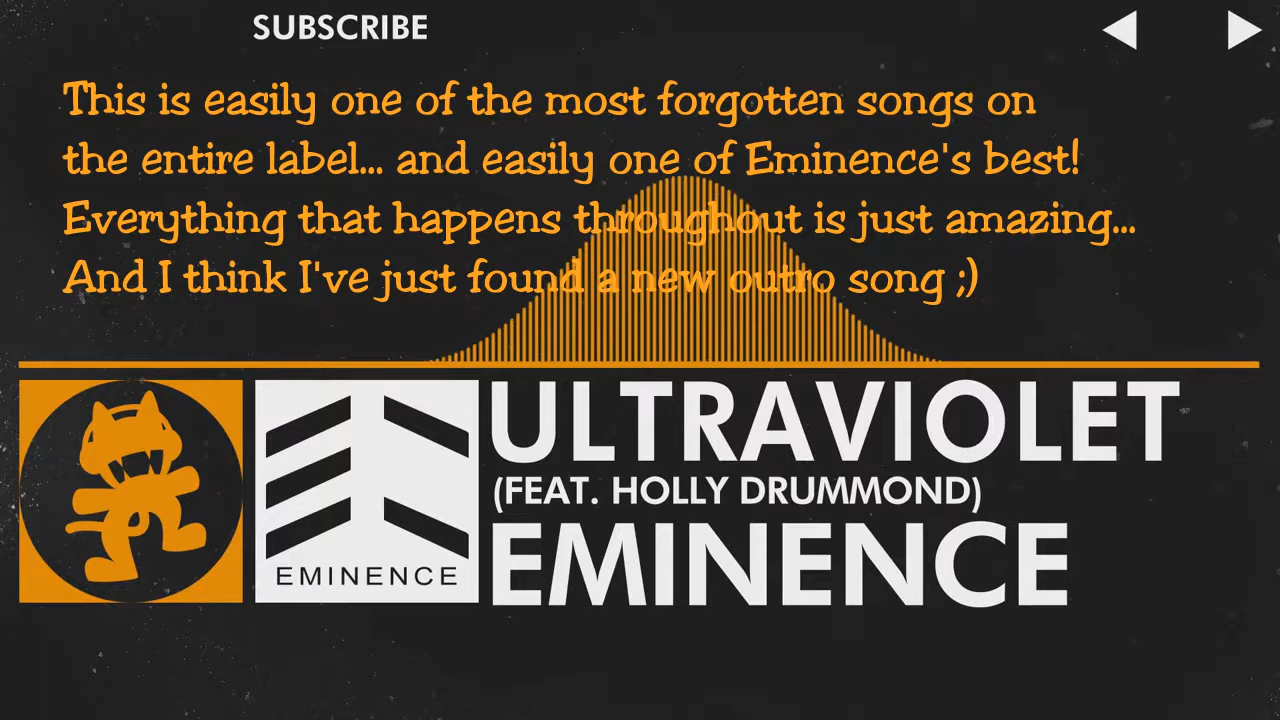 SUBSCRIBE
This is easily one of the most forgotten songs on
the entire label... and easily one of Eminence's best!
Everything that happens throughout is just amazing...
And I think I've just found a new outro song ;)
EMINENCE
ULTRAVIOLET
(FEAT. HOLLY DRUMMOND)
EMINENCE